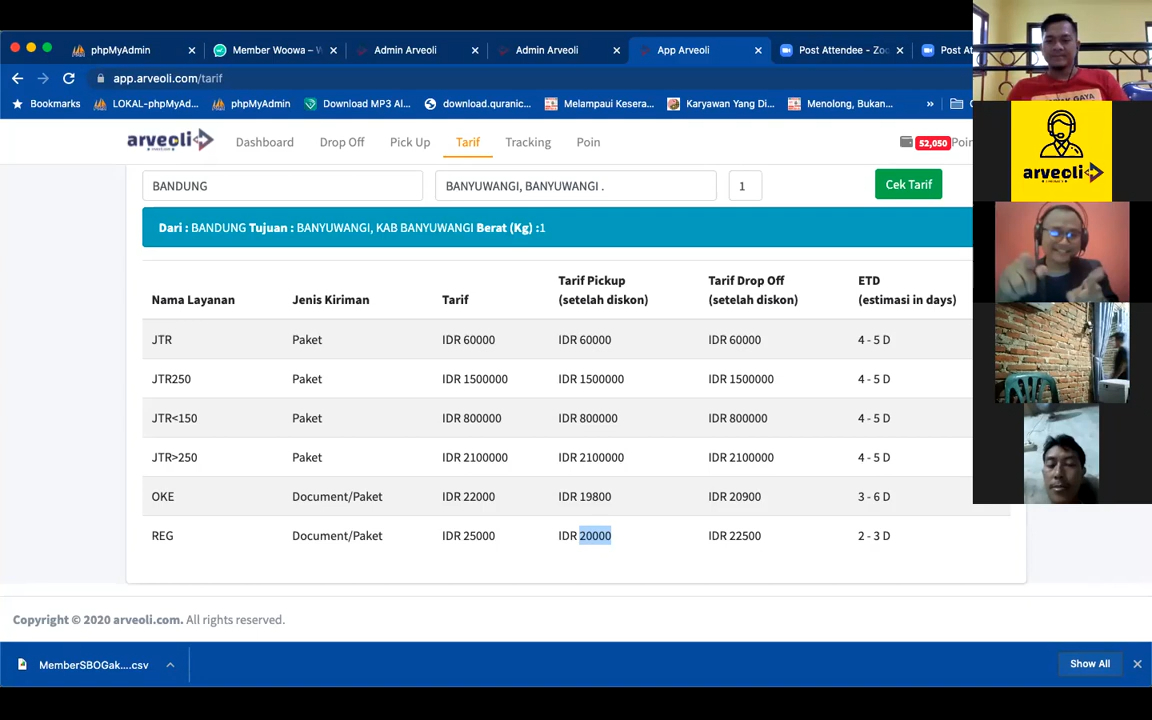 phpMyAdmin
Member Woowa – W
Admin Arveoli
Admin Arveoli
App Arveoli
Post Attendee - Zoo
Post At
app.arveoli.com/tarif
Bookmarks
LOKAL-phpMyAd...
phpMyAdmin
Download MP3 Al...
download.quranic...
Melampaui Kesera...
Karyawan Yang Di...
Menolong, Bukan...
»
arveoli
Dashboard
Drop Off
Pick Up
Tarif
Tracking
Poin
52,050
Poin
BANDUNG
BANYUWANGI, BANYUWANGI .
1
Cek Tarif
Dari : BANDUNG Tujuan : BANYUWANGI, KAB BANYUWANGI Berat (Kg) :1
Nama Layanan Jenis Kiriman Tarif Tarif Pickup (setelah diskon) Tarif Drop Off (setelah diskon) ETD (estimasi in days)
JTR Paket IDR 60000 IDR 60000 IDR 60000 4 - 5 D
JTR250 Paket IDR 1500000 IDR 1500000 IDR 1500000 4 - 5 D
JTR<150 Paket IDR 800000 IDR 800000 IDR 800000 4 - 5 D
JTR>250 Paket IDR 2100000 IDR 2100000 IDR 2100000 4 - 5 D
OKE Document/Paket IDR 22000 IDR 19800 IDR 20900 3 - 6 D
REG Document/Paket IDR 25000 IDR 20000 IDR 22500 2 - 3 D
Copyright © 2020 arveoli.com. All rights reserved.
MemberSBOGak....csv
Show All
arveoli